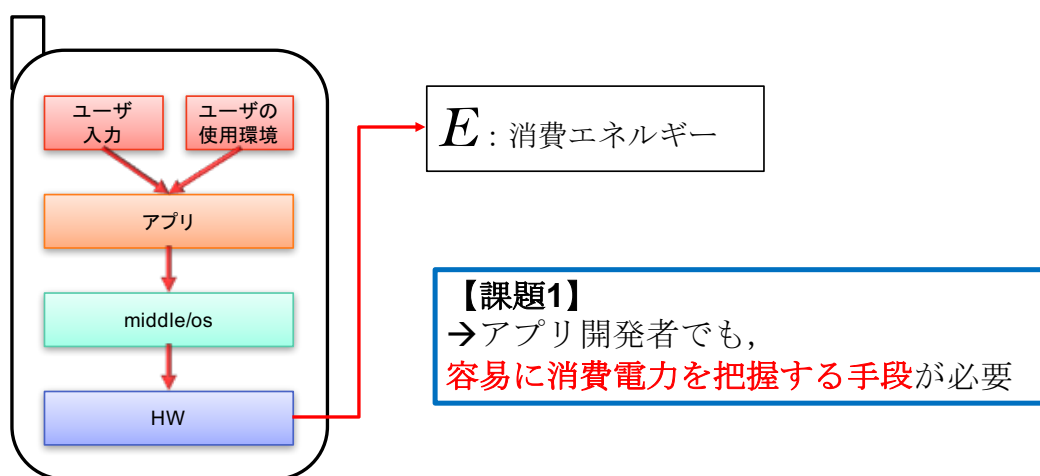 ユーザ
入力
ユーザの
使用環境
アプリ
middle/os
HW
E : 消費エネルギー
【課題1】
→アプリ開発者でも,
容易に消費電力を把握する手段が必要